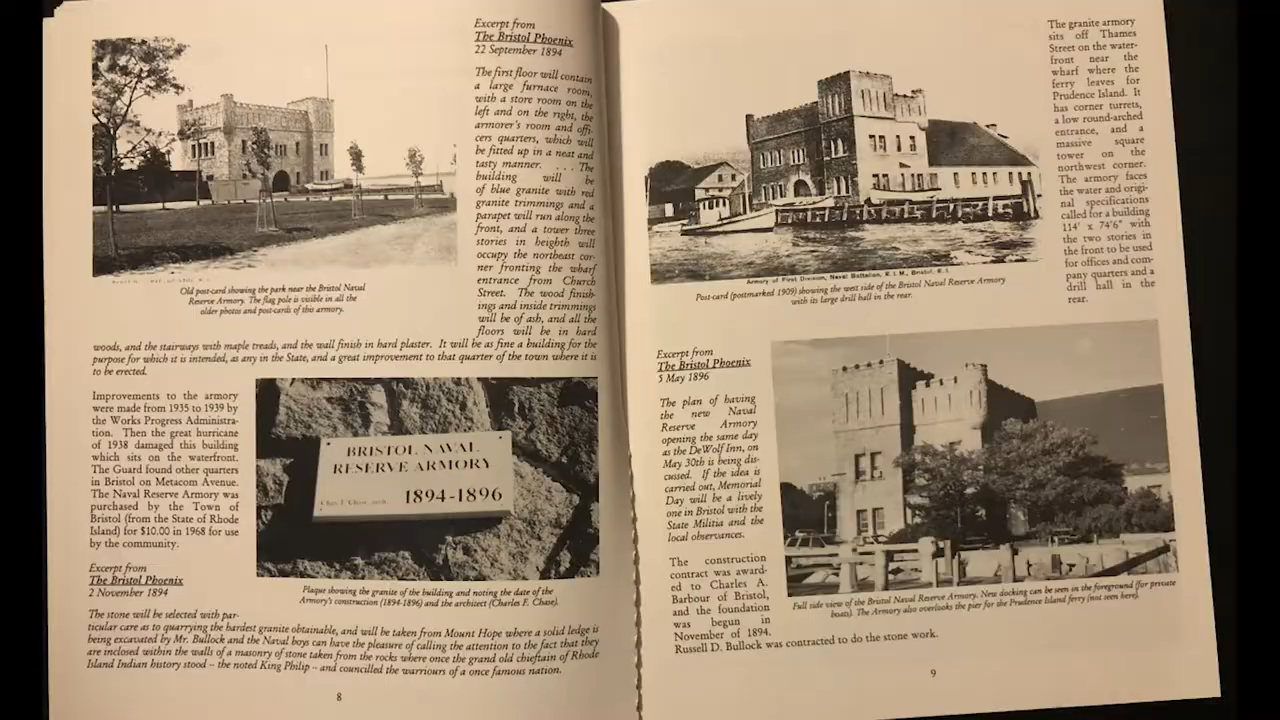 Excerpt from
The Bristol Phoenix
22 September 1894
The first floor will contain
a large furnace room,
with a store room on the
left and on the right, the
armorer's room and offi-
cers quarters, which will
be fitted up in a neat and
tasty manner. . . . The
building will be
of blue granite with red
granite trimmings and a
parapet will run along the
front, and a tower three
stories in heighth will
occupy the northeast cor-
ner fronting the wharf
entrance from Church
Street. The wood finish-
ings and inside trimmings
will be of ash, and all the
floors will be in hard
woods, and the stairways with maple treads, and the wall finish in hard plaster. It will be as fine a building for the
purpose for which it is intended, as any in the State, and a great improvement to that quarter of the town where it is
to be erected.
Old post-card showing the park near the Bristol Naval
Reserve Armory. The flag pole is visible in all the
older photos and post-cards of this armory.
Improvements to the armory
were made from 1935 to 1939 by
the Works Progress Administra-
tion. Then the great hurricane
of 1938 damaged this building
which sits on the waterfront.
The Guard found other quarters
in Bristol on Metacom Avenue.
The Naval Reserve Armory was
purchased by the Town of
Bristol (from the State of Rhode
Island) for $10.00 in 1968 for use
by the community.
BRISTOL NAVAL
RESERVE ARMORY
Chas. F. Chase, arch. 1894-1896
Plaque showing the granite of the building and noting the date of the
Armory's construction (1894-1896) and the architect (Charles F. Chase).
Excerpt from
The Bristol Phoenix
2 November 1894
The stone will be selected with par-
ticular care as to quarrying the hardest granite obtainable, and will be taken from Mount Hope where a solid ledge is
being excavated by Mr. Bullock and the Naval boys can have the pleasure of calling the attention to the fact that they
are inclosed within the walls of a masonry of stone taken from the rocks where once the grand old chieftain of Rhode
Island Indian history stood -- the noted King Philip -- and councilled the warriours of a once famous nation.
8
Armory of First Division, Naval Battalion, R. I. M., Bristol, R. I.
Post-card (postmarked 1909) showing the west side of the Bristol Naval Reserve Armory
with its large drill hall in the rear.
The granite armory
sits off Thames
Street on the water-
front near the
wharf where the
ferry leaves for
Prudence Island. It
has corner turrets,
a low round-arched
entrance, and a
massive square
tower on the
northwest corner.
The armory faces
the water and origi-
nal specifications
called for a building
114' x 74'6" with
the two stories in
the front to be used
for offices and com-
pany quarters and a
drill hall in the
rear.
Excerpt from
The Bristol Phoenix
5 May 1896
The plan of having
the new Naval
Reserve Armory
opening the same day
as the DeWolf Inn, on
May 30th is being dis-
cussed. If the idea is
carried out, Memorial
Day will be a lively
one in Bristol with the
State Militia and the
local observances.
Full side view of the Bristol Naval Reserve Armory. New docking can be seen in the foreground (for private
boats). The Armory also overlooks the pier for the Prudence Island ferry (not seen here).
The construction
contract was award-
ed to Charles A.
Barbour of Bristol,
and the foundation
was begun in
November of 1894.
Russell D. Bullock was contracted to do the stone work.
9